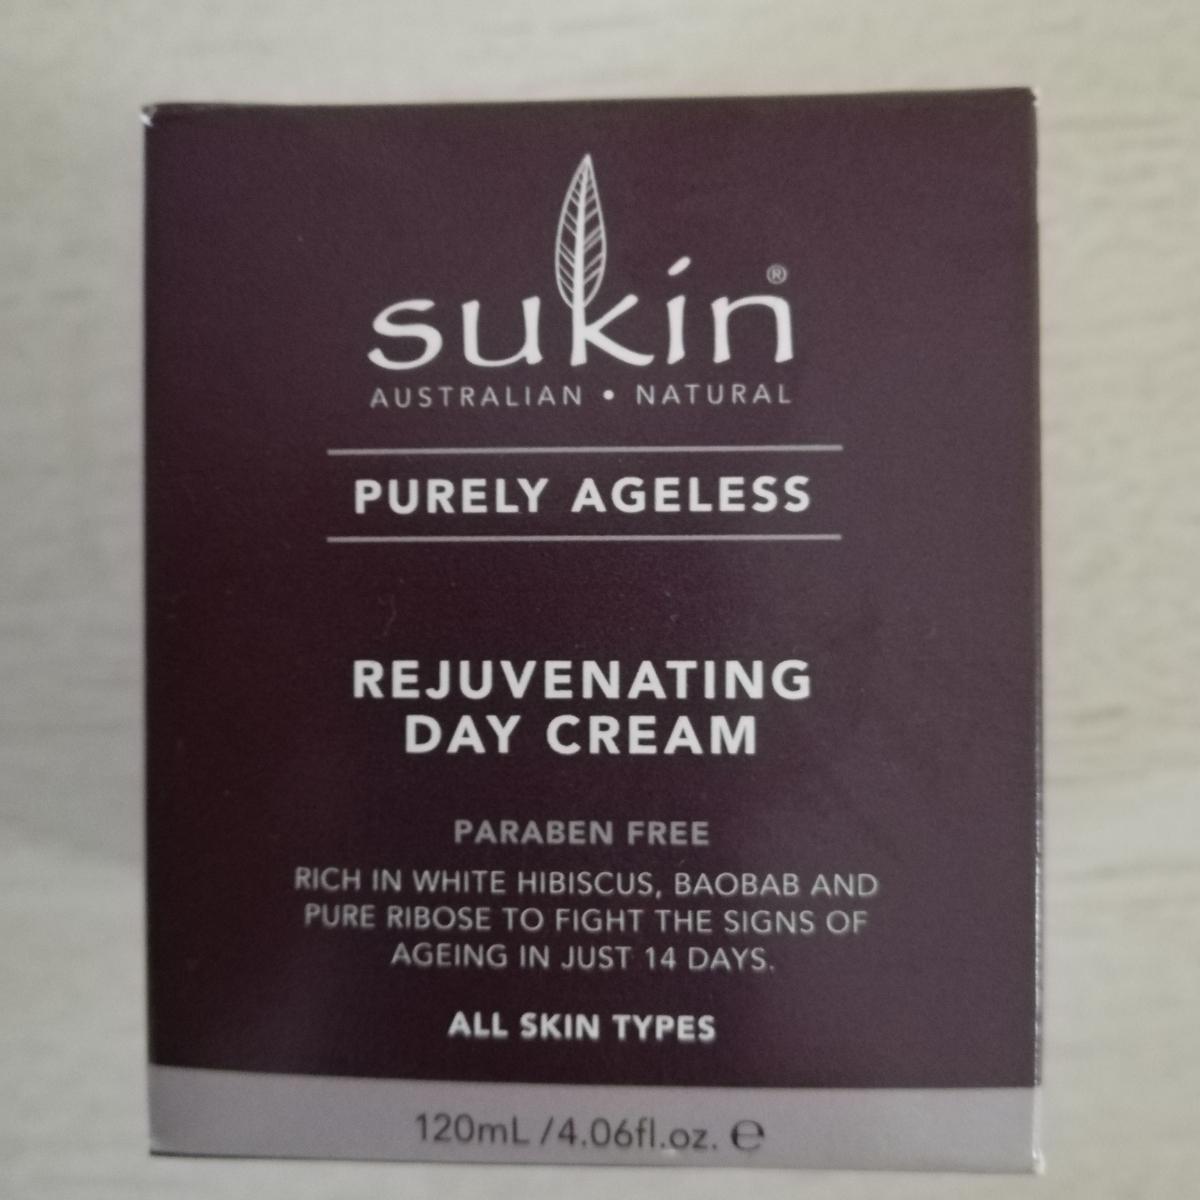 sukin®
AUSTRALIAN • NATURAL
PURELY AGELESS
REJUVENATING
DAY CREAM
PARABEN FREE
RICH IN WHITE HIBISCUS, BAOBAB AND
PURE RIBOSE TO FIGHT THE SIGNS OF
AGEING IN JUST 14 DAYS.
ALL SKIN TYPES
120mL /4.06fl.oz. ℮